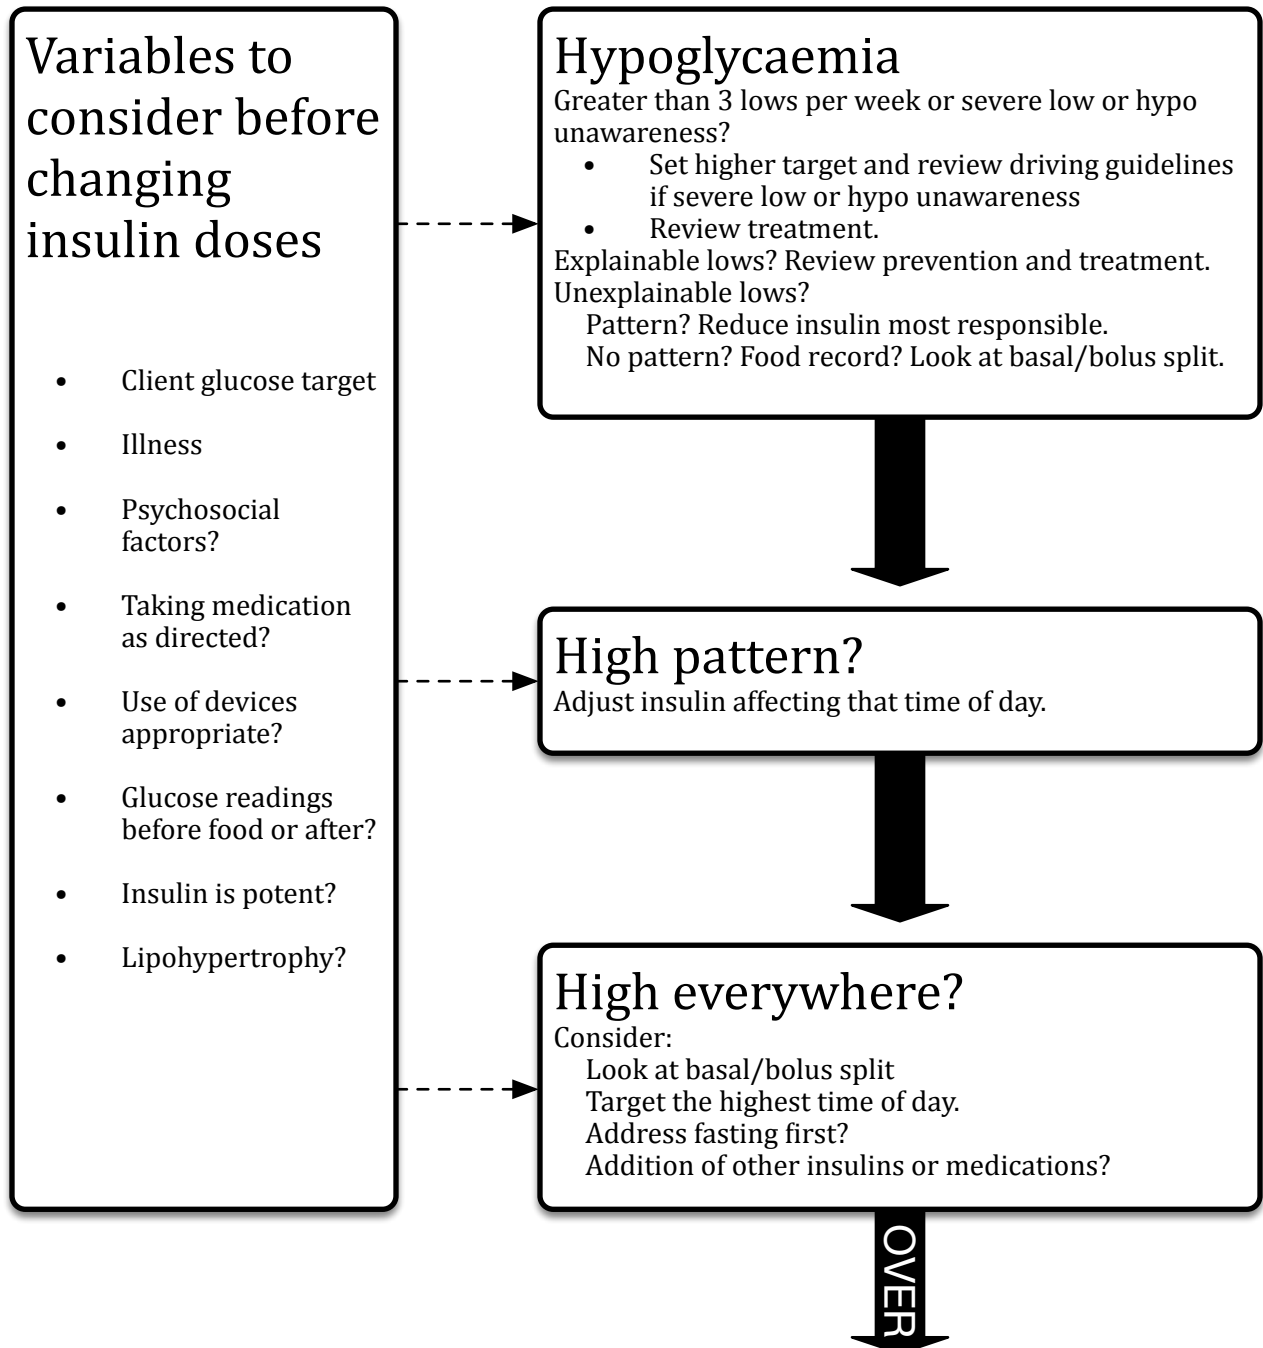 Variables to
consider before
changing
insulin doses
• Client glucose target
• Illness
• Psychosocial
factors?
• Taking medication
as directed?
• Use of devices
appropriate?
• Glucose readings
before food or after?
• Insulin is potent?
• Lipohypertrophy?
Hypoglycaemia
Greater than 3 lows per week or severe low or hypo
unawareness?
• Set higher target and review driving guidelines
if severe low or hypo unawareness
• Review treatment.
Explainable lows? Review prevention and treatment.
Unexplainable lows?
Pattern? Reduce insulin most responsible.
No pattern? Food record? Look at basal/bolus split.
High pattern?
Adjust insulin affecting that time of day.
High everywhere?
Consider:
Look at basal/bolus split
Target the highest time of day.
Address fasting first?
Addition of other insulins or medications?
OVER